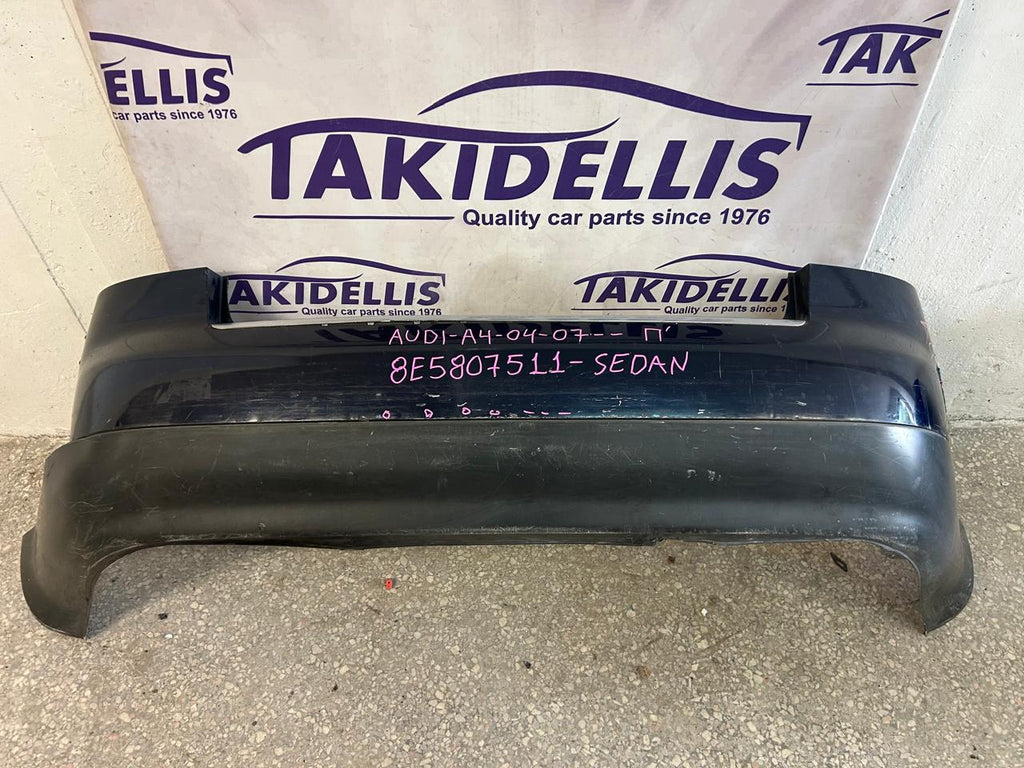 ELLIS
car parts since 1976
TAK
TAKIDELLIS
Quality car parts since 1976
AKIDELLIS
Quality car parts since 1976
TAKIDELLIS
Quality car parts since 1976
AUDI-A4-04-07--- Π'
8E5807511-SEDAN